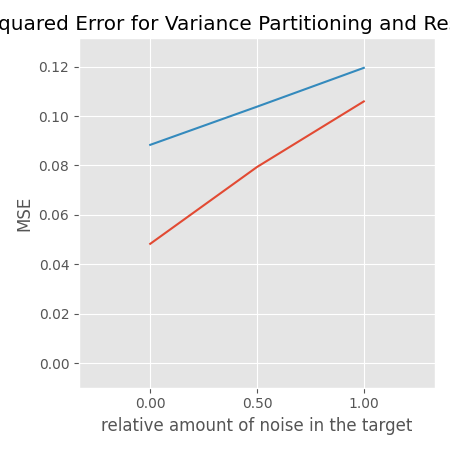 quared Error for Variance Partitioning and Re
0.12
0.10
0.08
0.06
0.04
0.02
0.00
MSE
0.00 0.50 1.00
relative amount of noise in the target